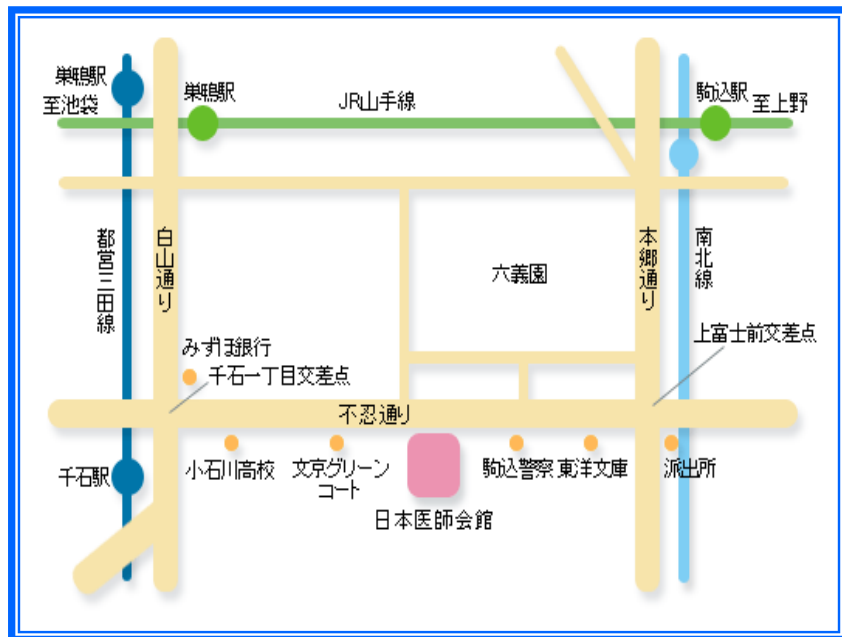 巣鴨駅
至池袋
巣鴨駅
JR山手線
駒込駅
至上野
都営三田線
白山通り
六義園
本郷通り
南北線
上富士前交差点
みずほ銀行
千石一丁目交差点
不忍通り
千石駅
小石川高校
文京グリーン
コート
日本医師会館
駒込警察
東洋文庫
派出所